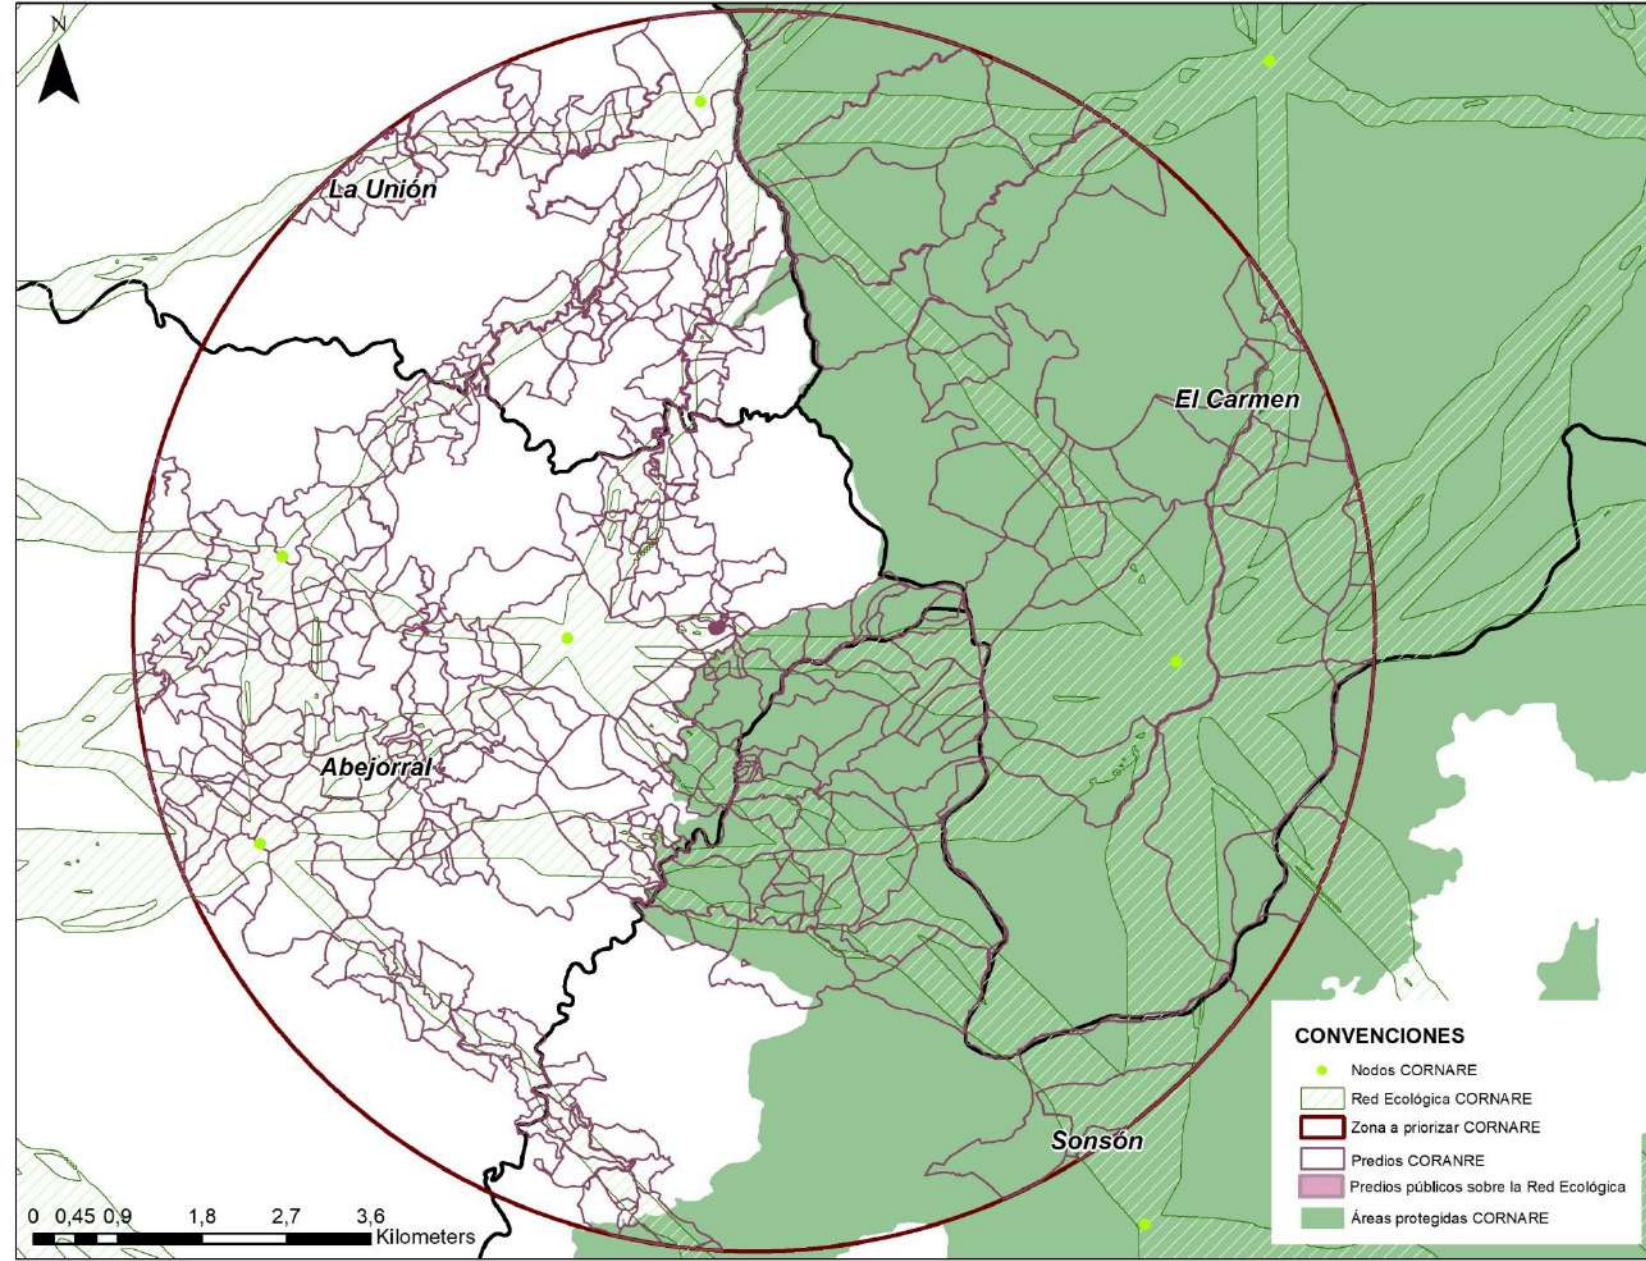 N
La Unión
El Carmen
Abejorral
Sonsón
CONVENCIONES
Nodos CORNARE
Red Ecológica CORNARE
Zona a priorizar CORNARE
Predios CORANRE
Predios públicos sobre la Red Ecológica
Áreas protegidas CORNARE
0 0,45 0,9 1,8 2,7 3,6
Kilometers